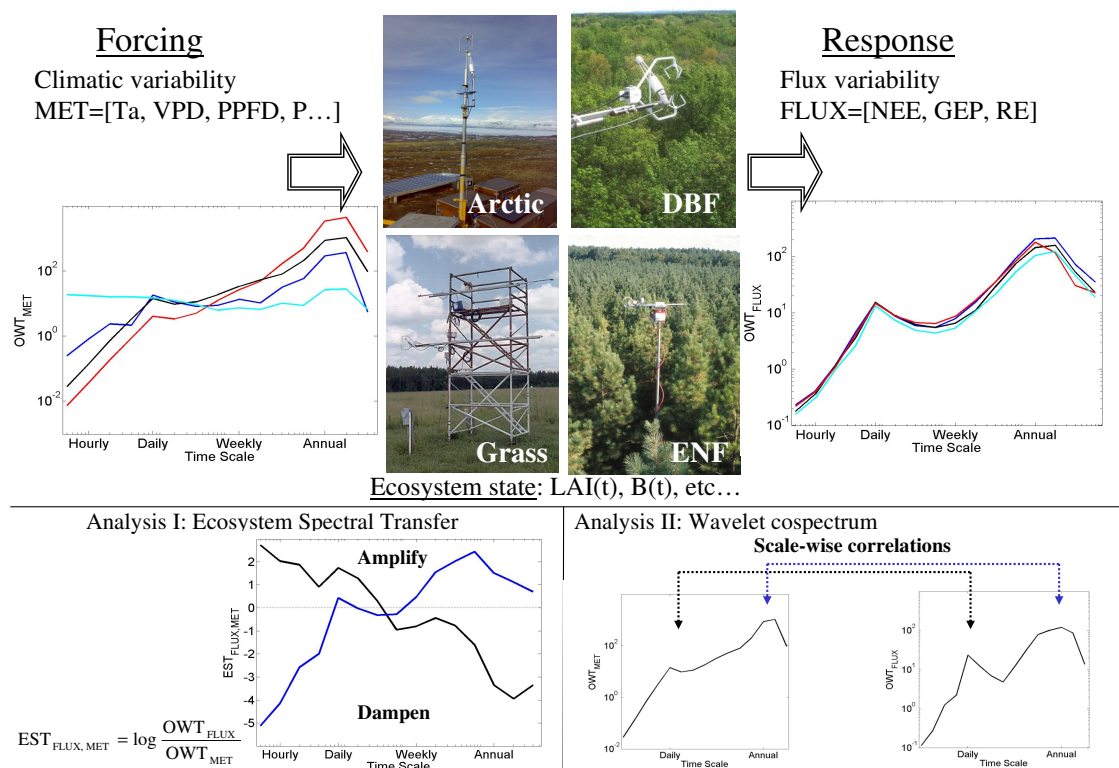 Forcing
Climatic variability
MET=[Ta, VPD, PPFD, P…]
Response
Flux variability
FLUX=[NEE, GEP, RE]
Arctic
DBF
Grass
ENF
OWT_MET
10^2
10^0
10^-2
Hourly Daily Weekly Annual
Time Scale
OWT_FLUX
10^2
10^1
10^0
10^-1
Hourly Daily Weekly Annual
Time Scale
Ecosystem state: LAI(t), B(t), etc…
Analysis I: Ecosystem Spectral Transfer
Amplify
Dampen
EST_FLUX,MET
2
1
0
-1
-2
-3
-4
-5
Hourly Daily Weekly Annual
Time Scale
EST_FLUX, MET = log OWT_FLUX / OWT_MET
Analysis II: Wavelet cospectrum
Scale-wise correlations
OWT_MET
10^2
10^0
10^-2
Daily Annual
Time Scale
OWT_FLUX
10^2
10^1
10^0
10^-1
Daily Annual
Time Scale